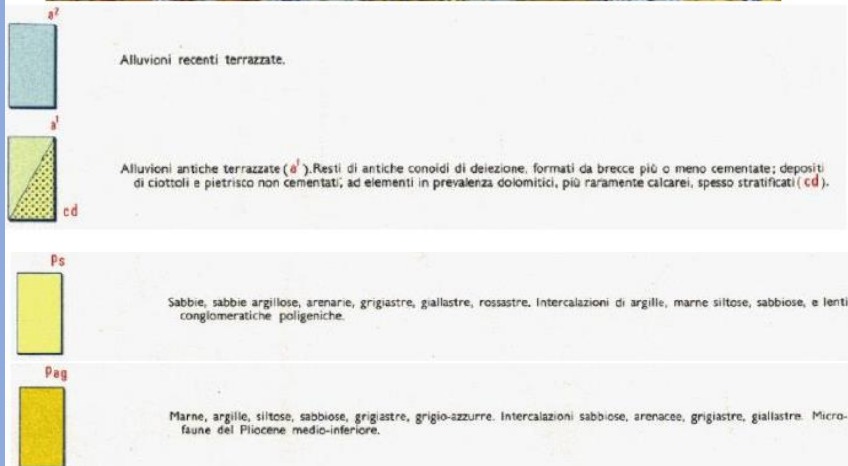 a²
Alluvioni recenti terrazzate.
a¹
Alluvioni antiche terrazzate (a¹). Resti di antiche conoidi di deiezione, formati da brecce più o meno cementate; depositi
di ciottoli e pietrisco non cementati, ad elementi in prevalenza dolomitici, più raramente calcarei, spesso stratificati (cd).
cd
Ps
Sabbie, sabbie argillose, arenarie, grigiastre, giallastre, rossastre. Intercalazioni di argille, marne siltose, sabbiose, e lenti
conglomeratiche poligeniche.
Pag
Marne, argille, siltose, sabbiose, grigiastre, grigio-azzurre. Intercalazioni sabbiose, arenacee, grigiastre, giallastre. Micro-
faune del Pliocene medio-inferiore.